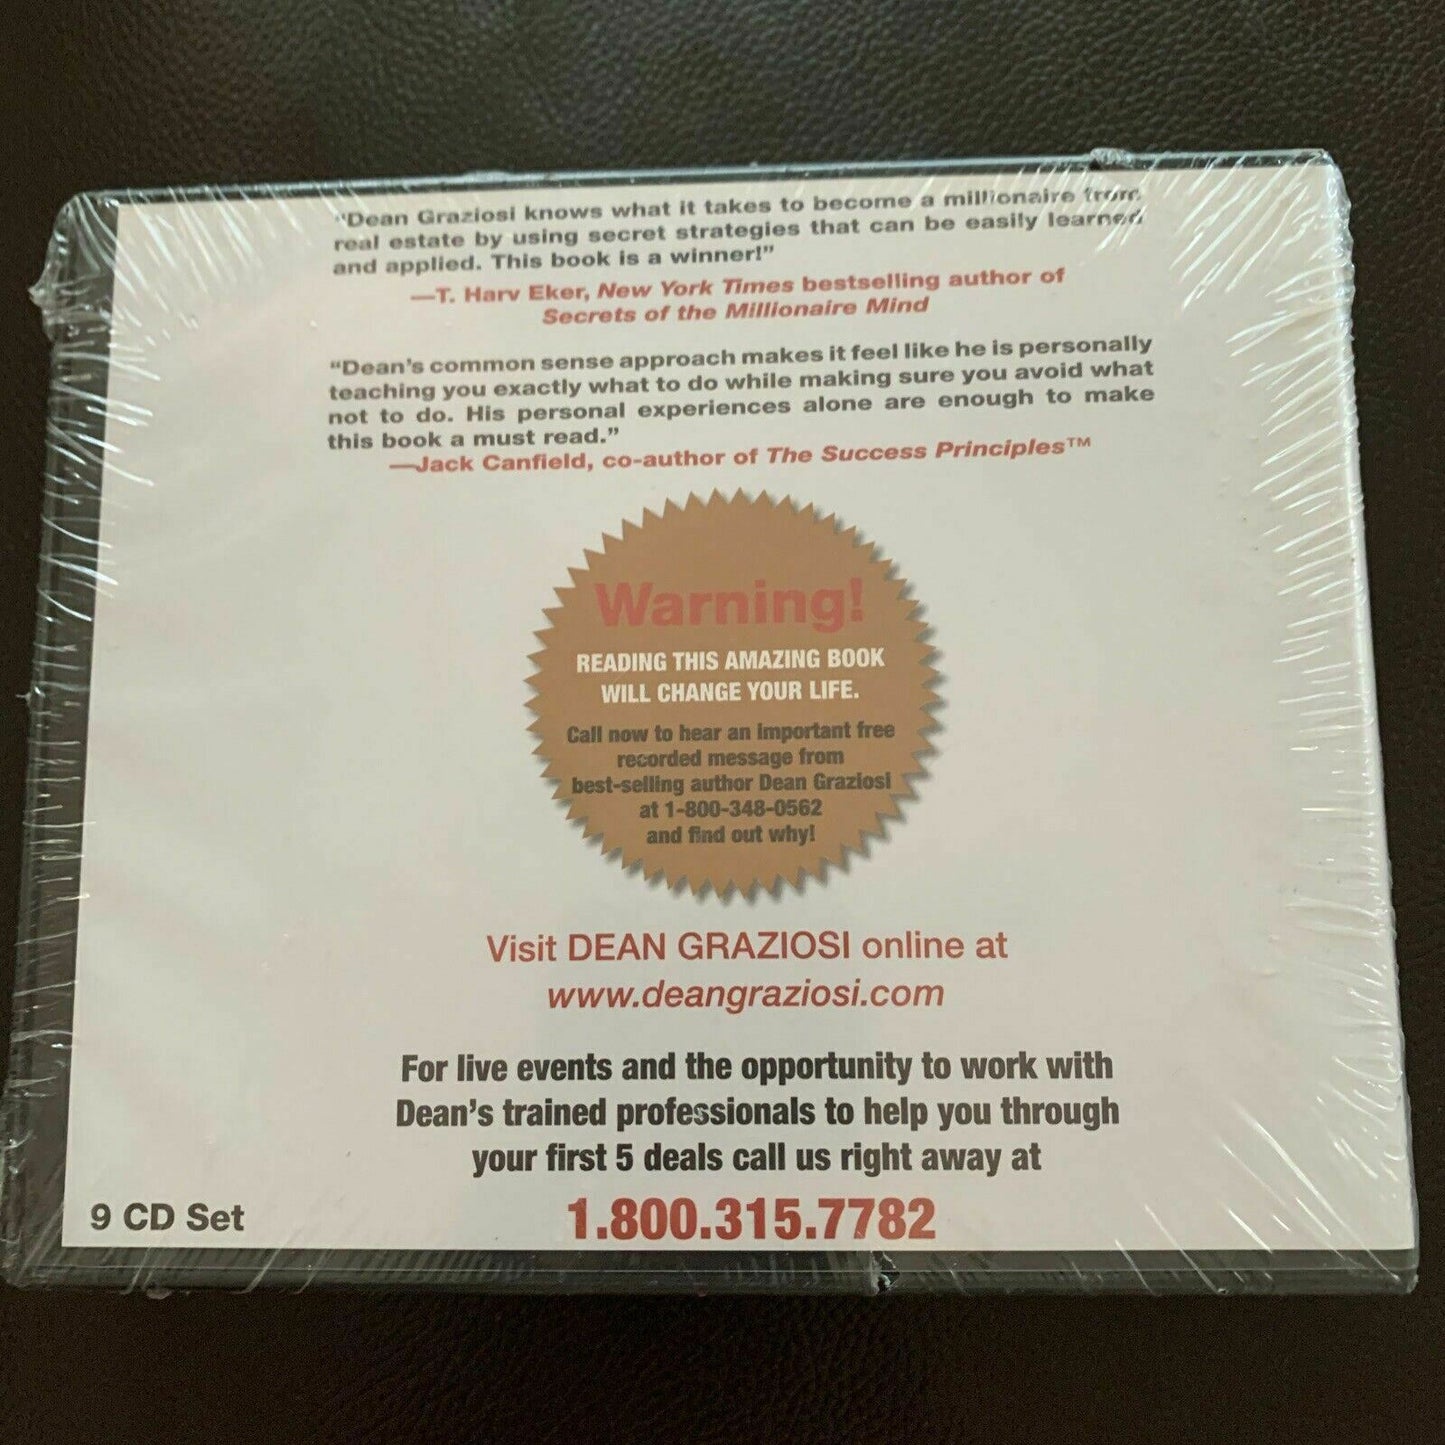 "Dean Graziosi knows what it takes to become a millionaire from
real estate by using secret strategies that can be easily learned
and applied. This book is a winner!"
—T. Harv Eker, New York Times bestselling author of
Secrets of the Millionaire Mind
"Dean's common sense approach makes it feel like he is personally
teaching you exactly what to do while making sure you avoid what
not to do. His personal experiences alone are enough to make
this book a must read."
—Jack Canfield, co-author of The Success Principles™
Warning!
READING THIS AMAZING BOOK
WILL CHANGE YOUR LIFE.
Call now to hear an important free
recorded message from
best-selling author Dean Graziosi
at 1-800-348-0562
and find out why!
Visit DEAN GRAZIOSI online at
www.deangraziosi.com
For live events and the opportunity to work with
Dean's trained professionals to help you through
your first 5 deals call us right away at
1.800.315.7782
9 CD Set